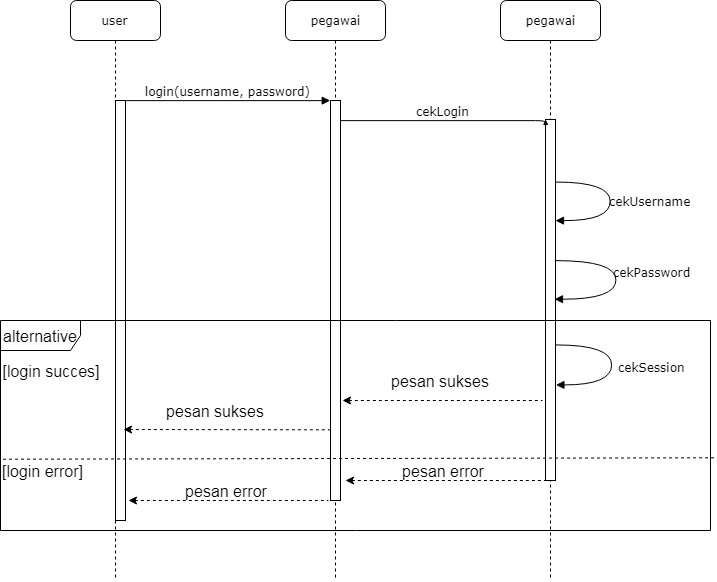 user
pegawai
pegawai
login(username, password)
cekLogin
cekUsername
cekPassword
alternative
[login succes]
cekSession
pesan sukses
pesan sukses
[login error]
pesan error
pesan error